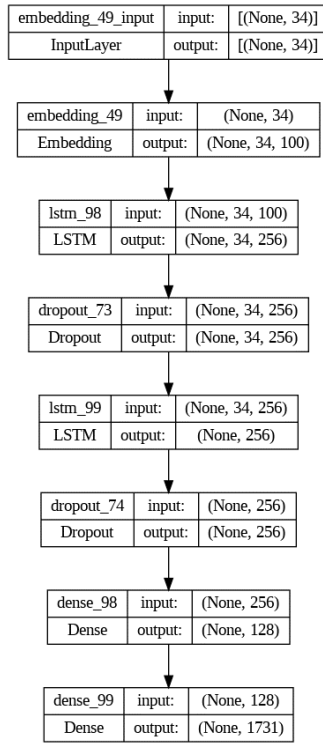 embedding_49_input input: [(None, 34)]
InputLayer output: [(None, 34)]
embedding_49 input: (None, 34)
Embedding output: (None, 34, 100)
lstm_98 input: (None, 34, 100)
LSTM output: (None, 34, 256)
dropout_73 input: (None, 34, 256)
Dropout output: (None, 34, 256)
lstm_99 input: (None, 34, 256)
LSTM output: (None, 256)
dropout_74 input: (None, 256)
Dropout output: (None, 256)
dense_98 input: (None, 256)
Dense output: (None, 128)
dense_99 input: (None, 128)
Dense output: (None, 1731)